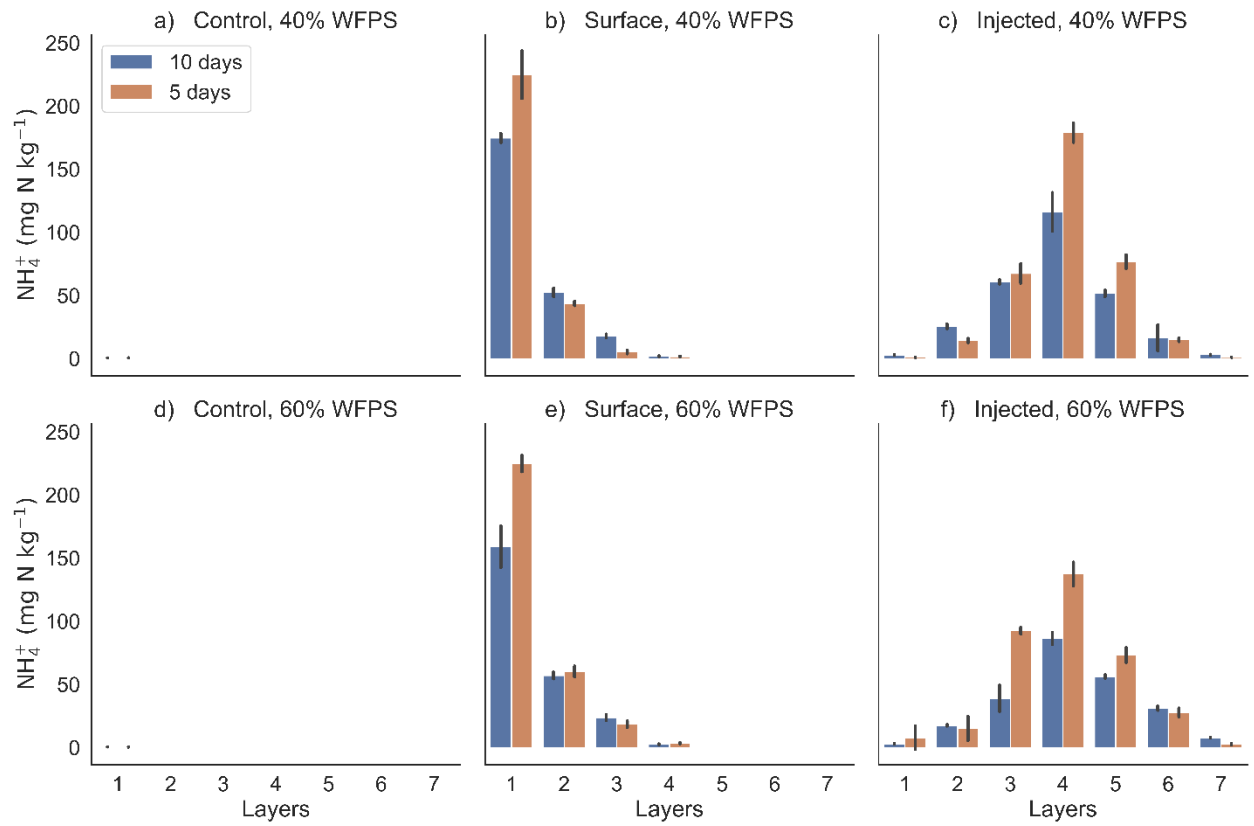 a) Control, 40% WFPS
b) Surface, 40% WFPS
c) Injected, 40% WFPS
250
200
150
100
50
0
NH₄⁺ (mg N kg⁻¹)
10 days
5 days
d) Control, 60% WFPS
e) Surface, 60% WFPS
f) Injected, 60% WFPS
250
200
150
100
50
0
NH₄⁺ (mg N kg⁻¹)
1 2 3 4 5 6 7
1 2 3 4 5 6 7
1 2 3 4 5 6 7
Layers
Layers
Layers